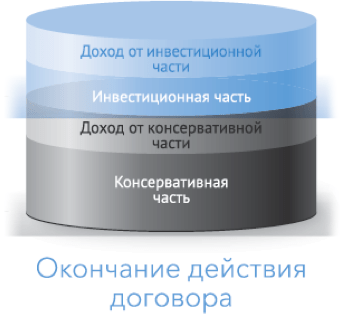 Доход от инвестиционной
части
Инвестиционная часть
Доход от консервативной
части
Консервативная
часть
Окончание действия
договора